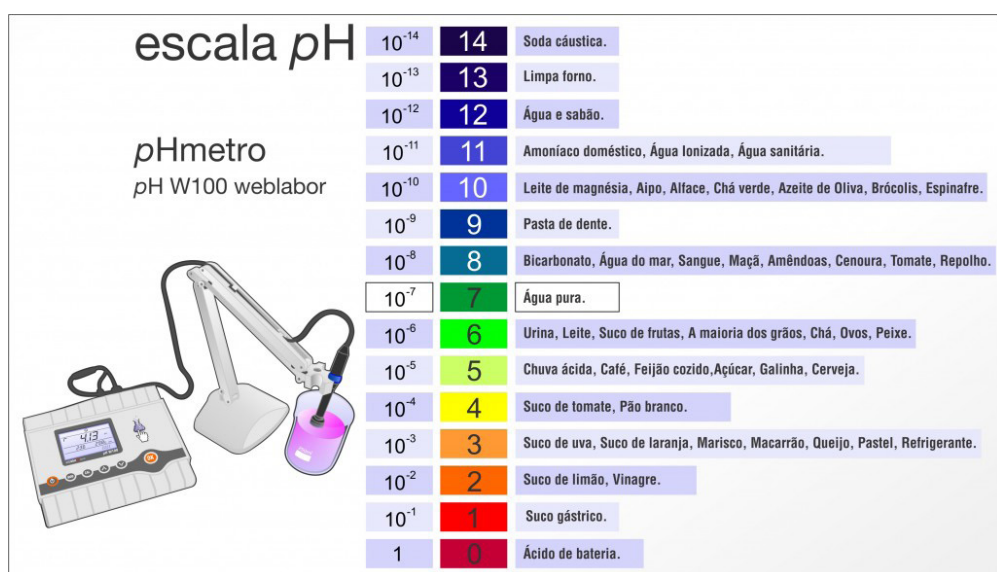 escala pH
pHmetro
pH W100 weblabor
4.13
10⁻¹⁴ 14 Soda cáustica.
10⁻¹³ 13 Limpa forno.
10⁻¹² 12 Água e sabão.
10⁻¹¹ 11 Amoníaco doméstico, Água Ionizada, Água sanitária.
10⁻¹⁰ 10 Leite de magnésia, Aipo, Alface, Chá verde, Azeite de Oliva, Brócolis, Espinafre.
10⁻⁹ 9 Pasta de dente.
10⁻⁸ 8 Bicarbonato, Água do mar, Sangue, Maçã, Amêndoas, Cenoura, Tomate, Repolho.
10⁻⁷ 7 Água pura.
10⁻⁶ 6 Urina, Leite, Suco de frutas, A maioria dos grãos, Chá, Ovos, Peixe.
10⁻⁵ 5 Chuva ácida, Café, Feijão cozido,Açúcar, Galinha, Cerveja.
10⁻⁴ 4 Suco de tomate, Pão branco.
10⁻³ 3 Suco de uva, Suco de laranja, Marisco, Macarrão, Queijo, Pastel, Refrigerante.
10⁻² 2 Suco de limão, Vinagre.
10⁻¹ 1 Suco gástrico.
1 0 Ácido de bateria.